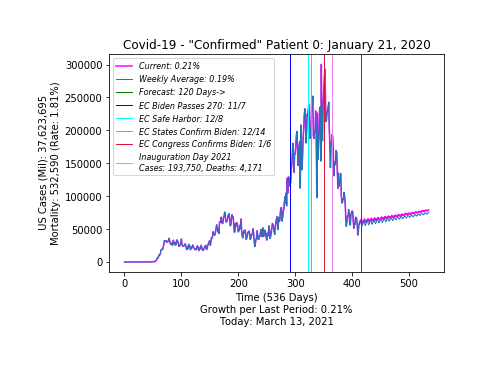 Covid-19 - "Confirmed" Patient 0: January 21, 2020
US Cases (Mil): 37,623,695
Mortality: 532,590 (Rate: 1.81%)
300000
250000
200000
150000
100000
50000
0
Current: 0.21%
Weekly Average: 0.19%
Forecast: 120 Days->
EC Biden Passes 270: 11/7
EC Safe Harbor: 12/8
EC States Confirm Biden: 12/14
EC Congress Confirms Biden: 1/6
Inauguration Day 2021
Cases: 193,750, Deaths: 4,171
0 100 200 300 400 500
Time (536 Days)
Growth per Last Period: 0.21%
Today: March 13, 2021